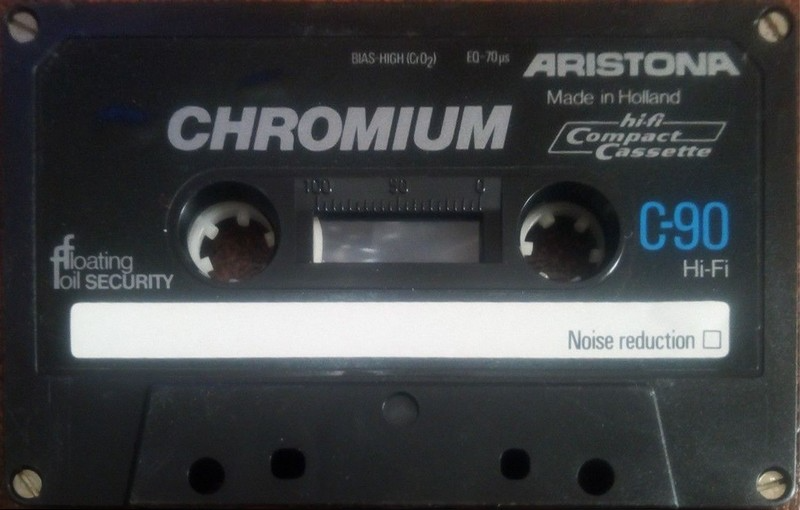 BIAS-HIGH (CrO₂) EQ-70µs
ARISTONA
Made in Holland
CHROMIUM
hi-fi
Compact
Cassette
100 50 0
C-90
Hi-Fi
floating
foil SECURITY
Noise reduction